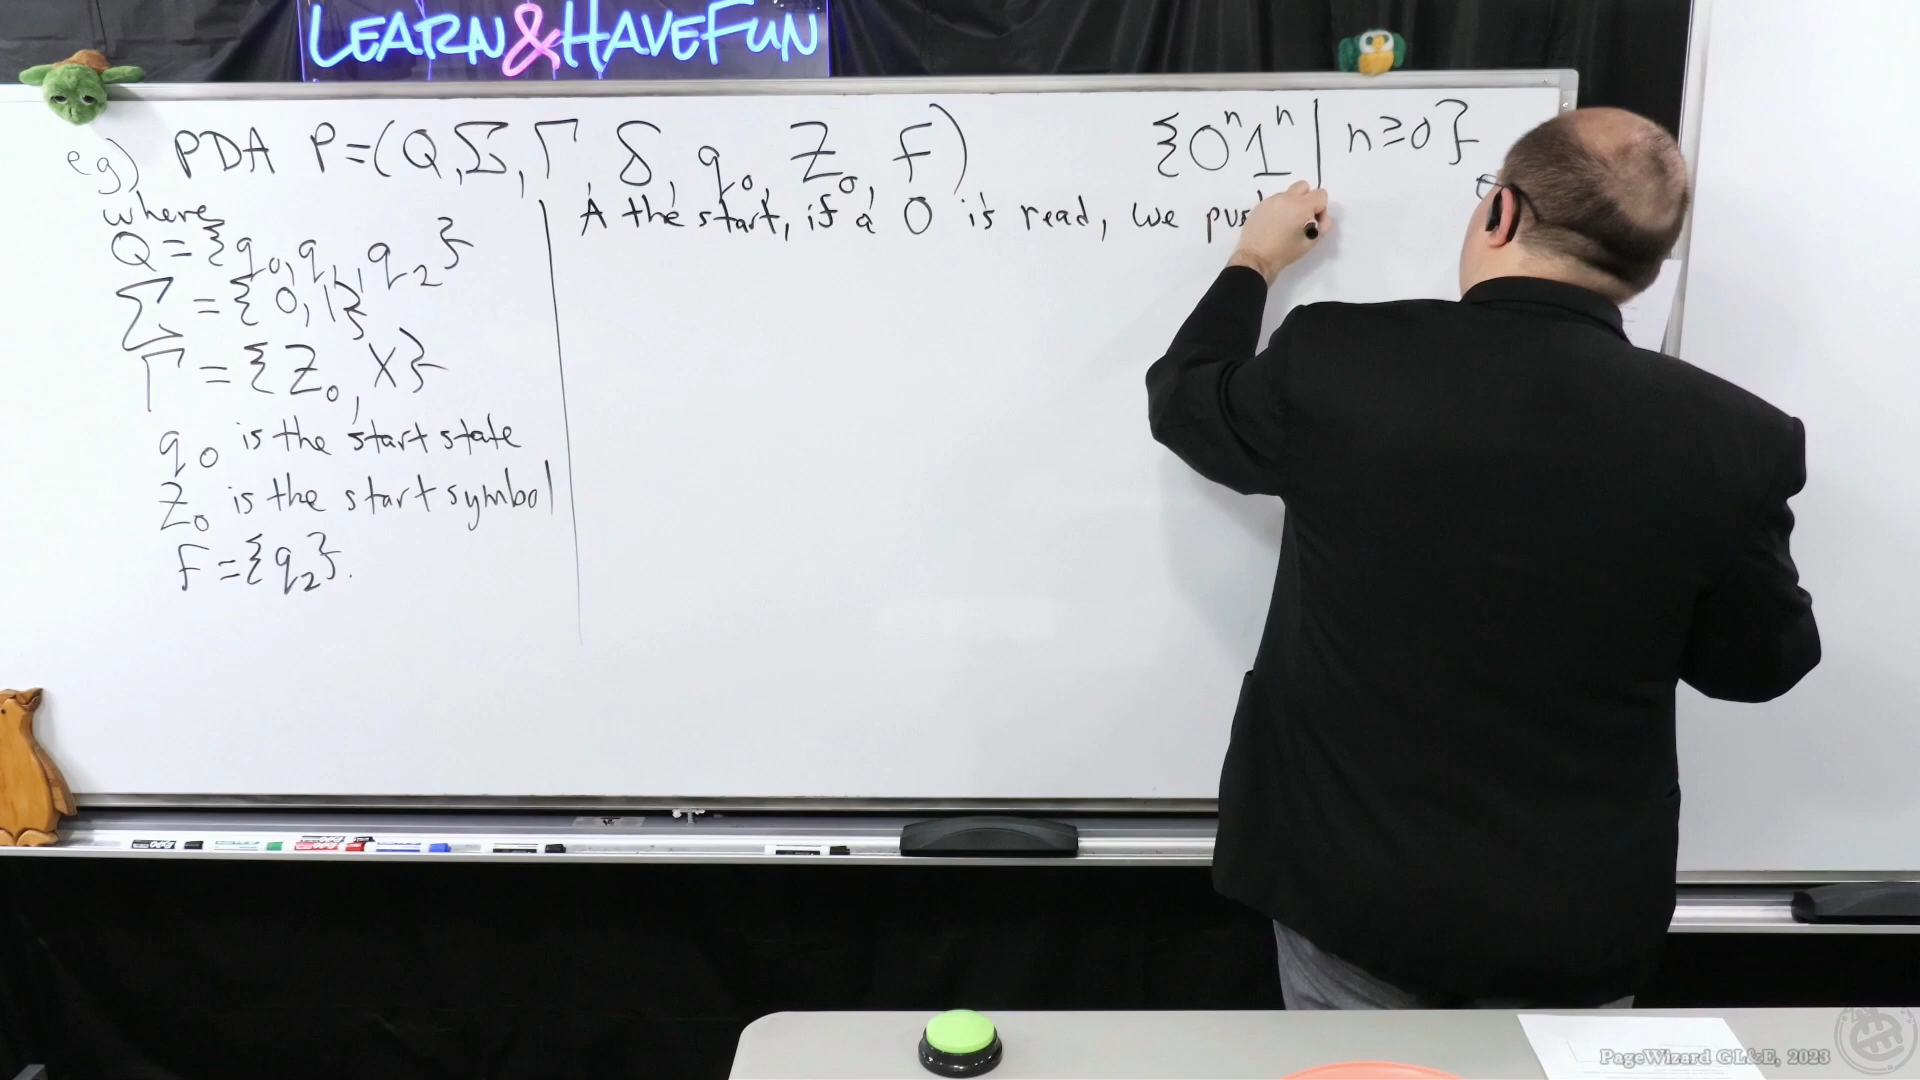 LEARN&HAVEFUN
eg) PDA P=(Q,Σ,Γ,δ,q₀,Z₀,F) {0ⁿ1ⁿ | n≥0}
where
A the start, if a 0 is read, we
Q={q₀,q₁,q₂}
Σ={0,1}
Γ={Z₀,X}
q₀ is the start state
Z₀ is the start symbol
F={q₂}.
PageWizard GL&E, 2023